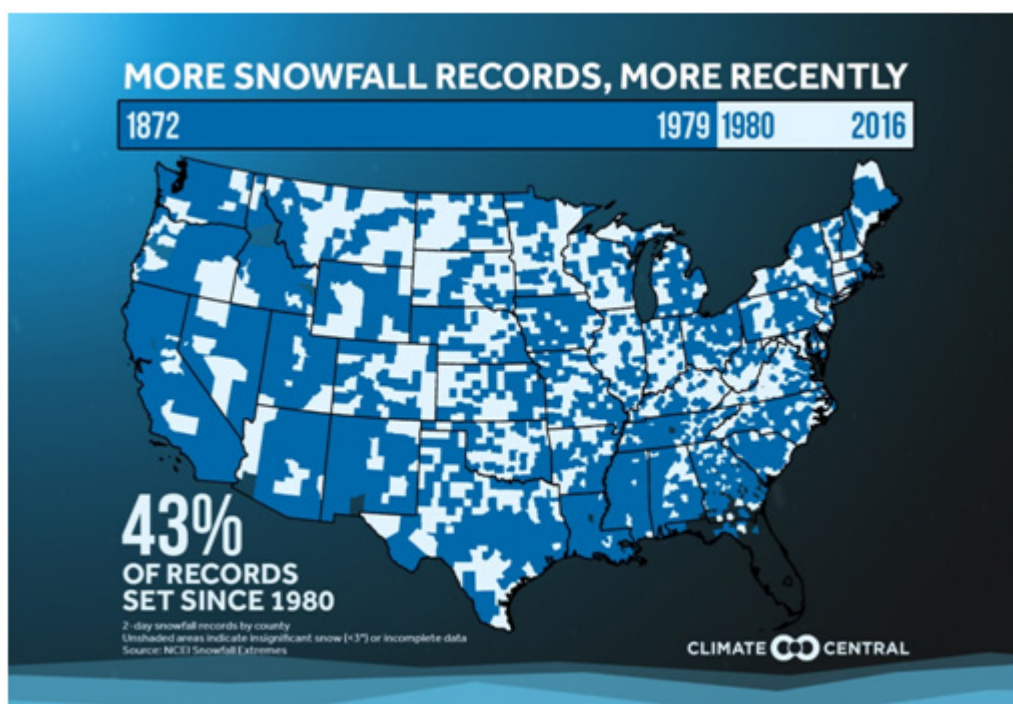 MORE SNOWFALL RECORDS, MORE RECENTLY
1872 1979 1980 2016
43%
OF RECORDS
SET SINCE 1980
2-day snowfall records by county
Unshaded areas indicate insignificant snow (<3") or incomplete data
Source: NCEI Snowfall Extremes
CLIMATE CENTRAL